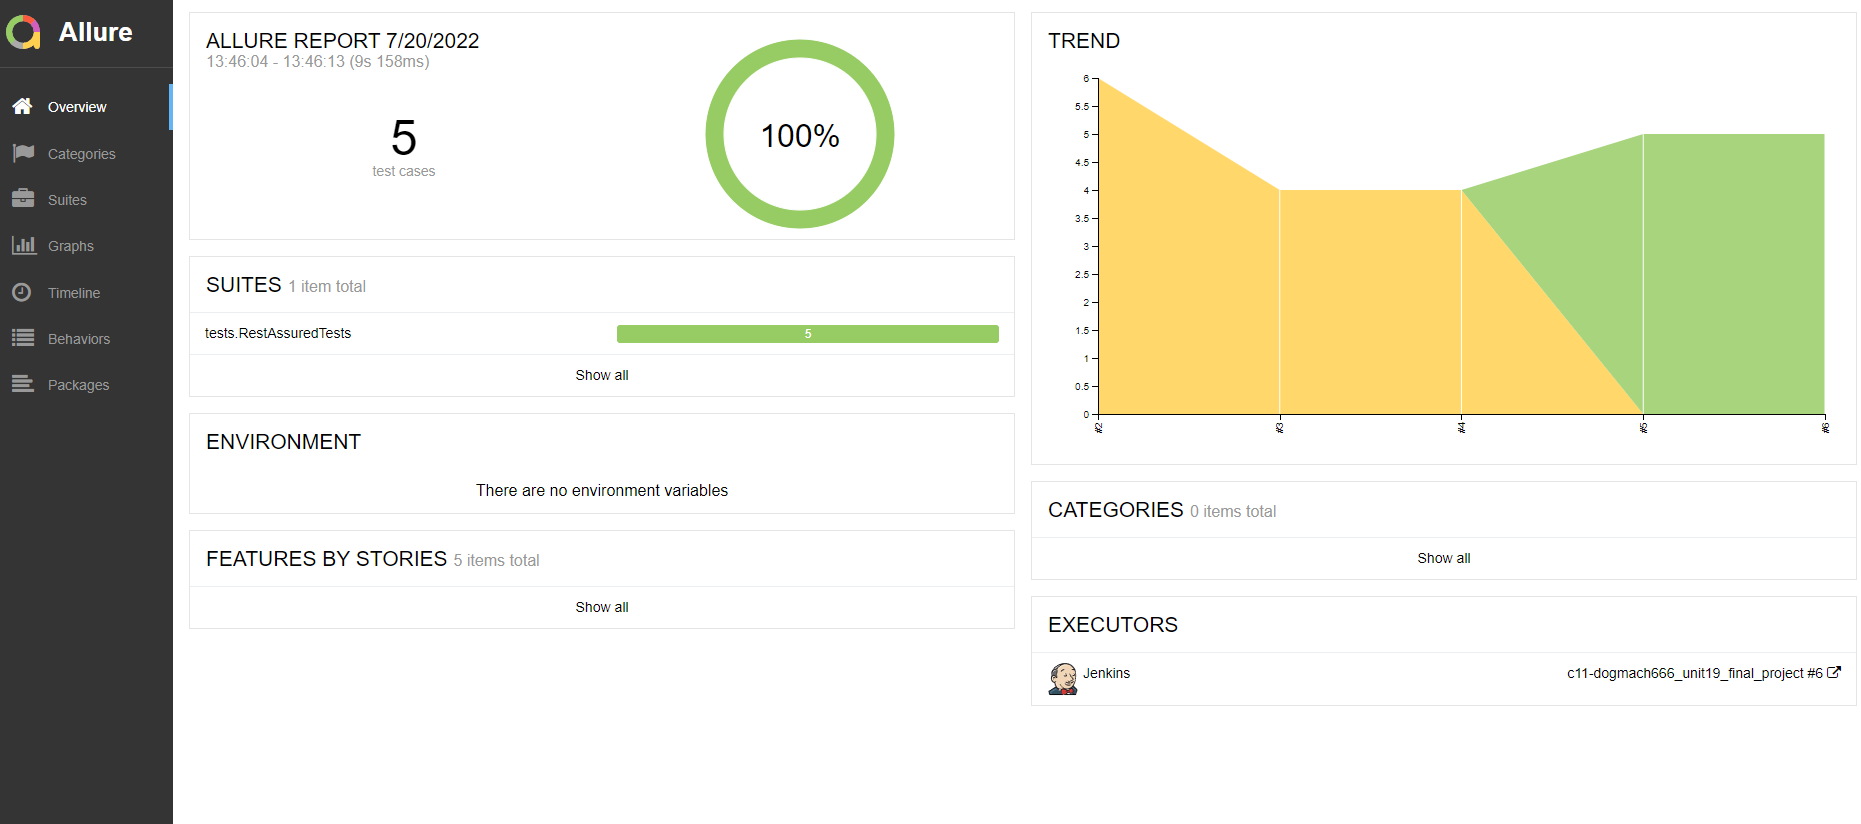 Allure
Overview
Categories
Suites
Graphs
Timeline
Behaviors
Packages
ALLURE REPORT 7/20/2022
13:46:04 - 13:46:13 (9s 158ms)
5
test cases
100%
SUITES 1 item total
tests.RestAssuredTests 5
Show all
ENVIRONMENT
There are no environment variables
FEATURES BY STORIES 5 items total
Show all
TREND
6
5.5
5
4.5
4
3.5
3
2.5
2
1.5
1
0.5
0
#2 #3 #4 #5 #6
CATEGORIES 0 items total
Show all
EXECUTORS
Jenkins c11-dogmach666_unit19_final_project #6